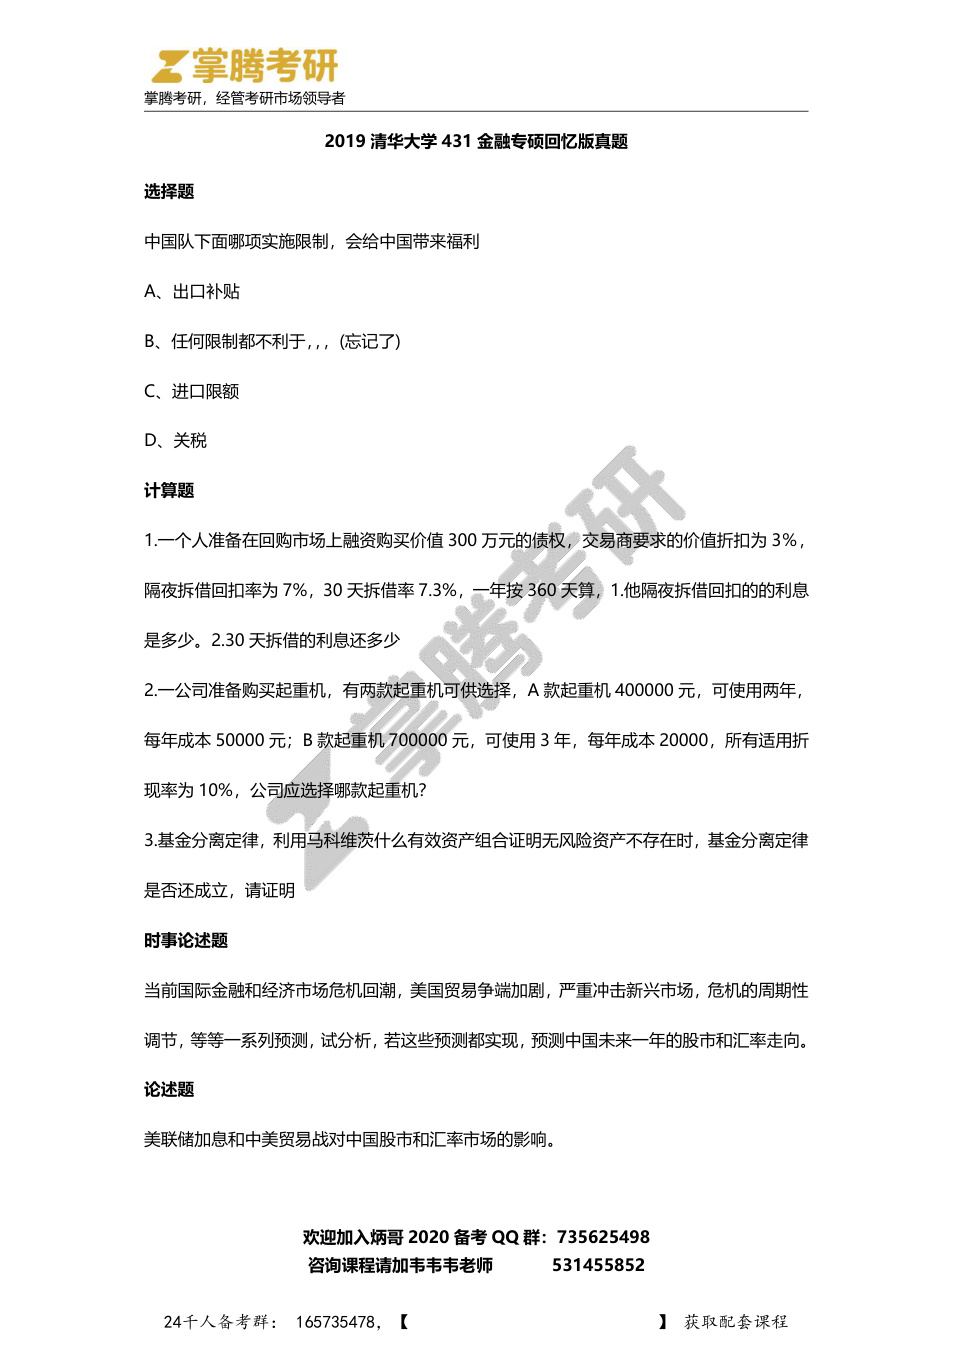 掌腾考研
掌腾考研，经管考研市场领导者
2019 清华大学 431 金融专硕回忆版真题
选择题
中国队下面哪项实施限制，会给中国带来福利
A、出口补贴
B、任何限制都不利于，，，(忘记了)
C、进口限额
D、关税
计算题
1.一个人准备在回购市场上融资购买价值 300 万元的债权，交易商要求的价值折扣为 3%，
隔夜拆借回扣率为 7%，30 天拆借率 7.3%，一年按 360 天算，1.他隔夜拆借回扣的的利息
是多少。2.30 天拆借的利息还多少
2.一公司准备购买起重机，有两款起重机可供选择，A 款起重机 400000 元，可使用两年，
每年成本 50000 元；B 款起重机 700000 元，可使用 3 年，每年成本 20000，所有适用折
现率为 10%，公司应选择哪款起重机？
3.基金分离定律，利用马科维茨什么有效资产组合证明无风险资产不存在时，基金分离定律
是否还成立，请证明
时事论述题
当前国际金融和经济市场危机回潮，美国贸易争端加剧，严重冲击新兴市场，危机的周期性
调节，等等一系列预测，试分析，若这些预测都实现，预测中国未来一年的股市和汇率走向。
论述题
美联储加息和中美贸易战对中国股市和汇率市场的影响。
掌腾考研
欢迎加入炳哥 2020 备考 QQ 群：735625498
咨询课程请加韦韦韦老师 531455852
24千人备考群： 165735478，【 】 获取配套课程